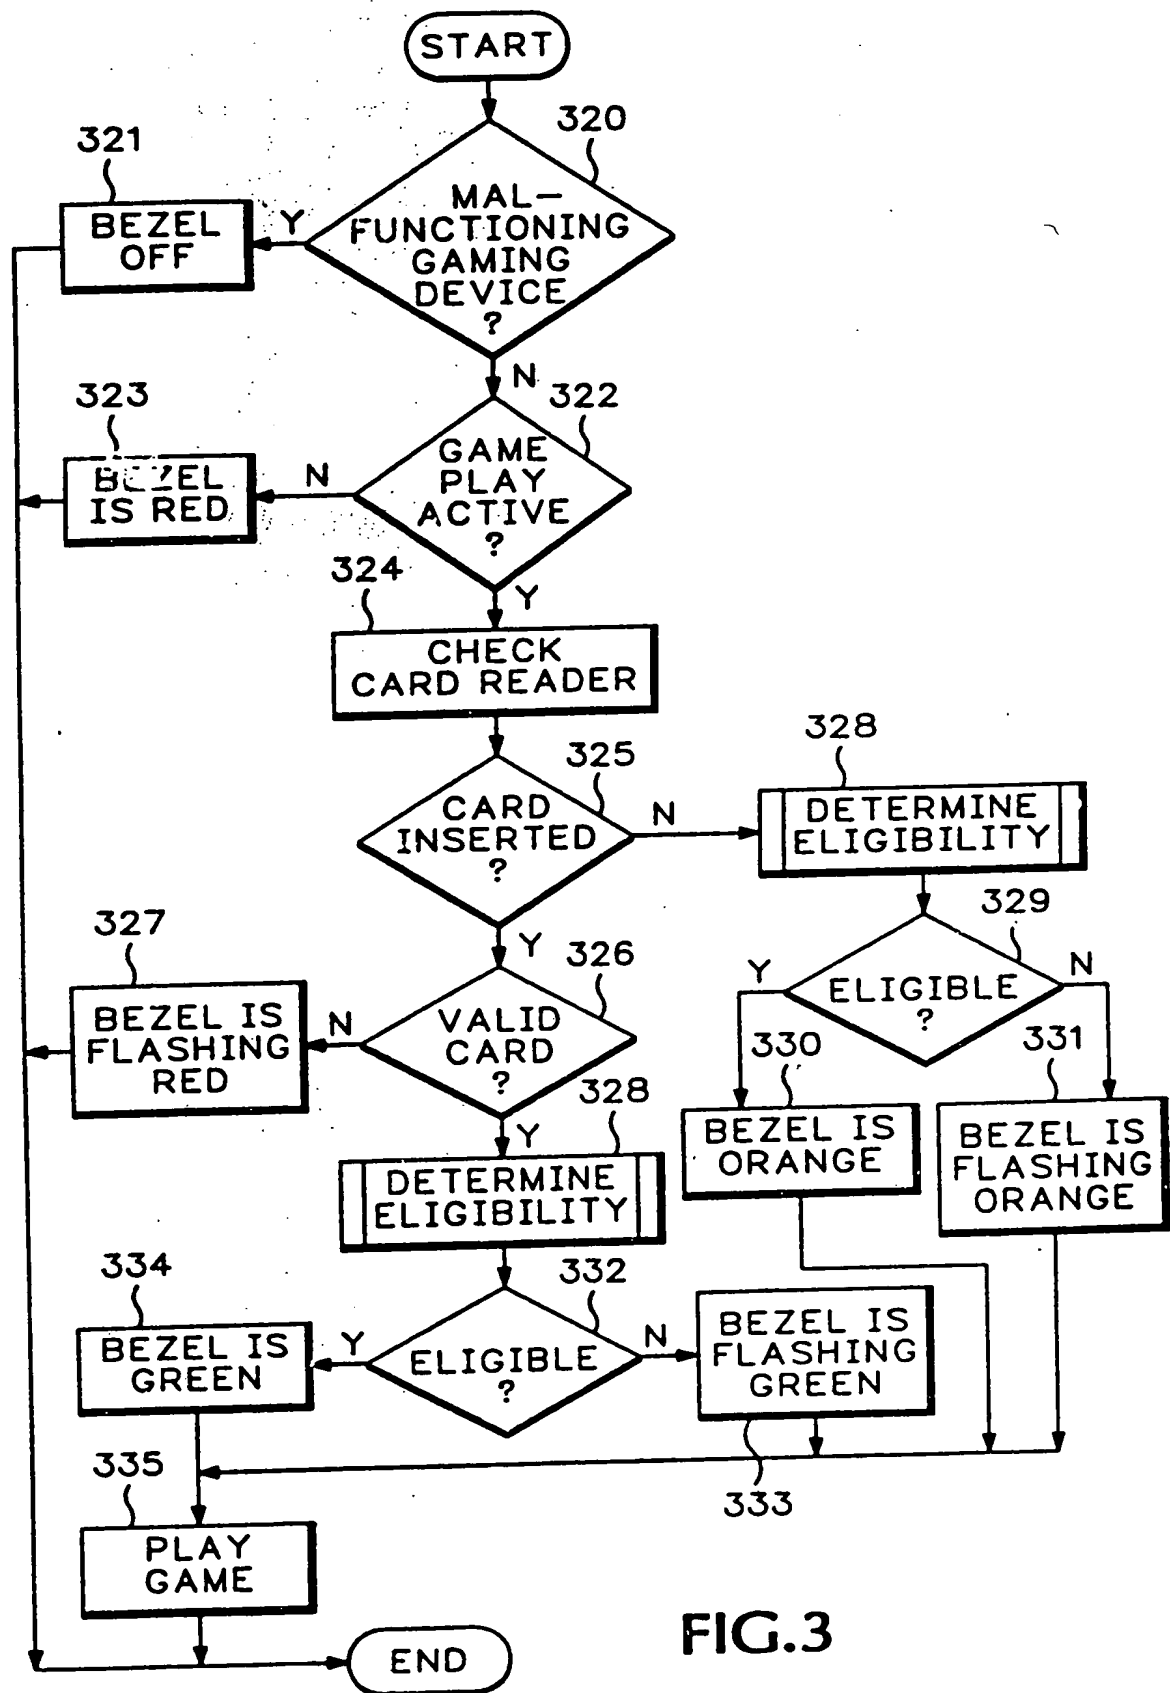 START
320
MAL-
FUNCTIONING
GAMING
DEVICE
?
Y
321
BEZEL
OFF
N
322
GAME
PLAY
ACTIVE
?
N
323
BEZEL
IS RED
Y
324
CHECK
CARD READER
325
CARD
INSERTED
?
N
328
DETERMINE
ELIGIBILITY
329
ELIGIBLE
?
Y
N
330
BEZEL IS
ORANGE
331
BEZEL IS
FLASHING
ORANGE
Y
326
VALID
CARD
?
N
327
BEZEL IS
FLASHING
RED
Y
328
DETERMINE
ELIGIBILITY
332
ELIGIBLE
?
Y
N
334
BEZEL IS
GREEN
BEZEL IS
FLASHING
GREEN
333
335
PLAY
GAME
END
FIG.3